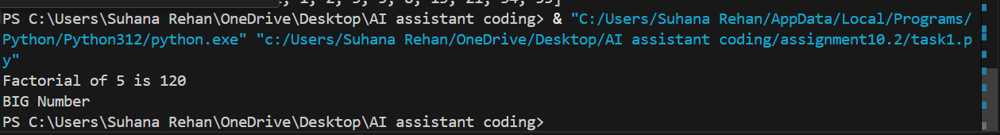 1, 2, 3, 5, 8, 13, 21, 34, 55]
PS C:\Users\Suhana Rehan\OneDrive\Desktop\AI assistant coding> & "C:/Users/Suhana Rehan/AppData/Local/Programs/
Python/Python312/python.exe" "c:/Users/Suhana Rehan/OneDrive/Desktop/AI assistant coding/assignment10.2/task1.p
y"
Factorial of 5 is 120
BIG Number
PS C:\Users\Suhana Rehan\OneDrive\Desktop\AI assistant coding>